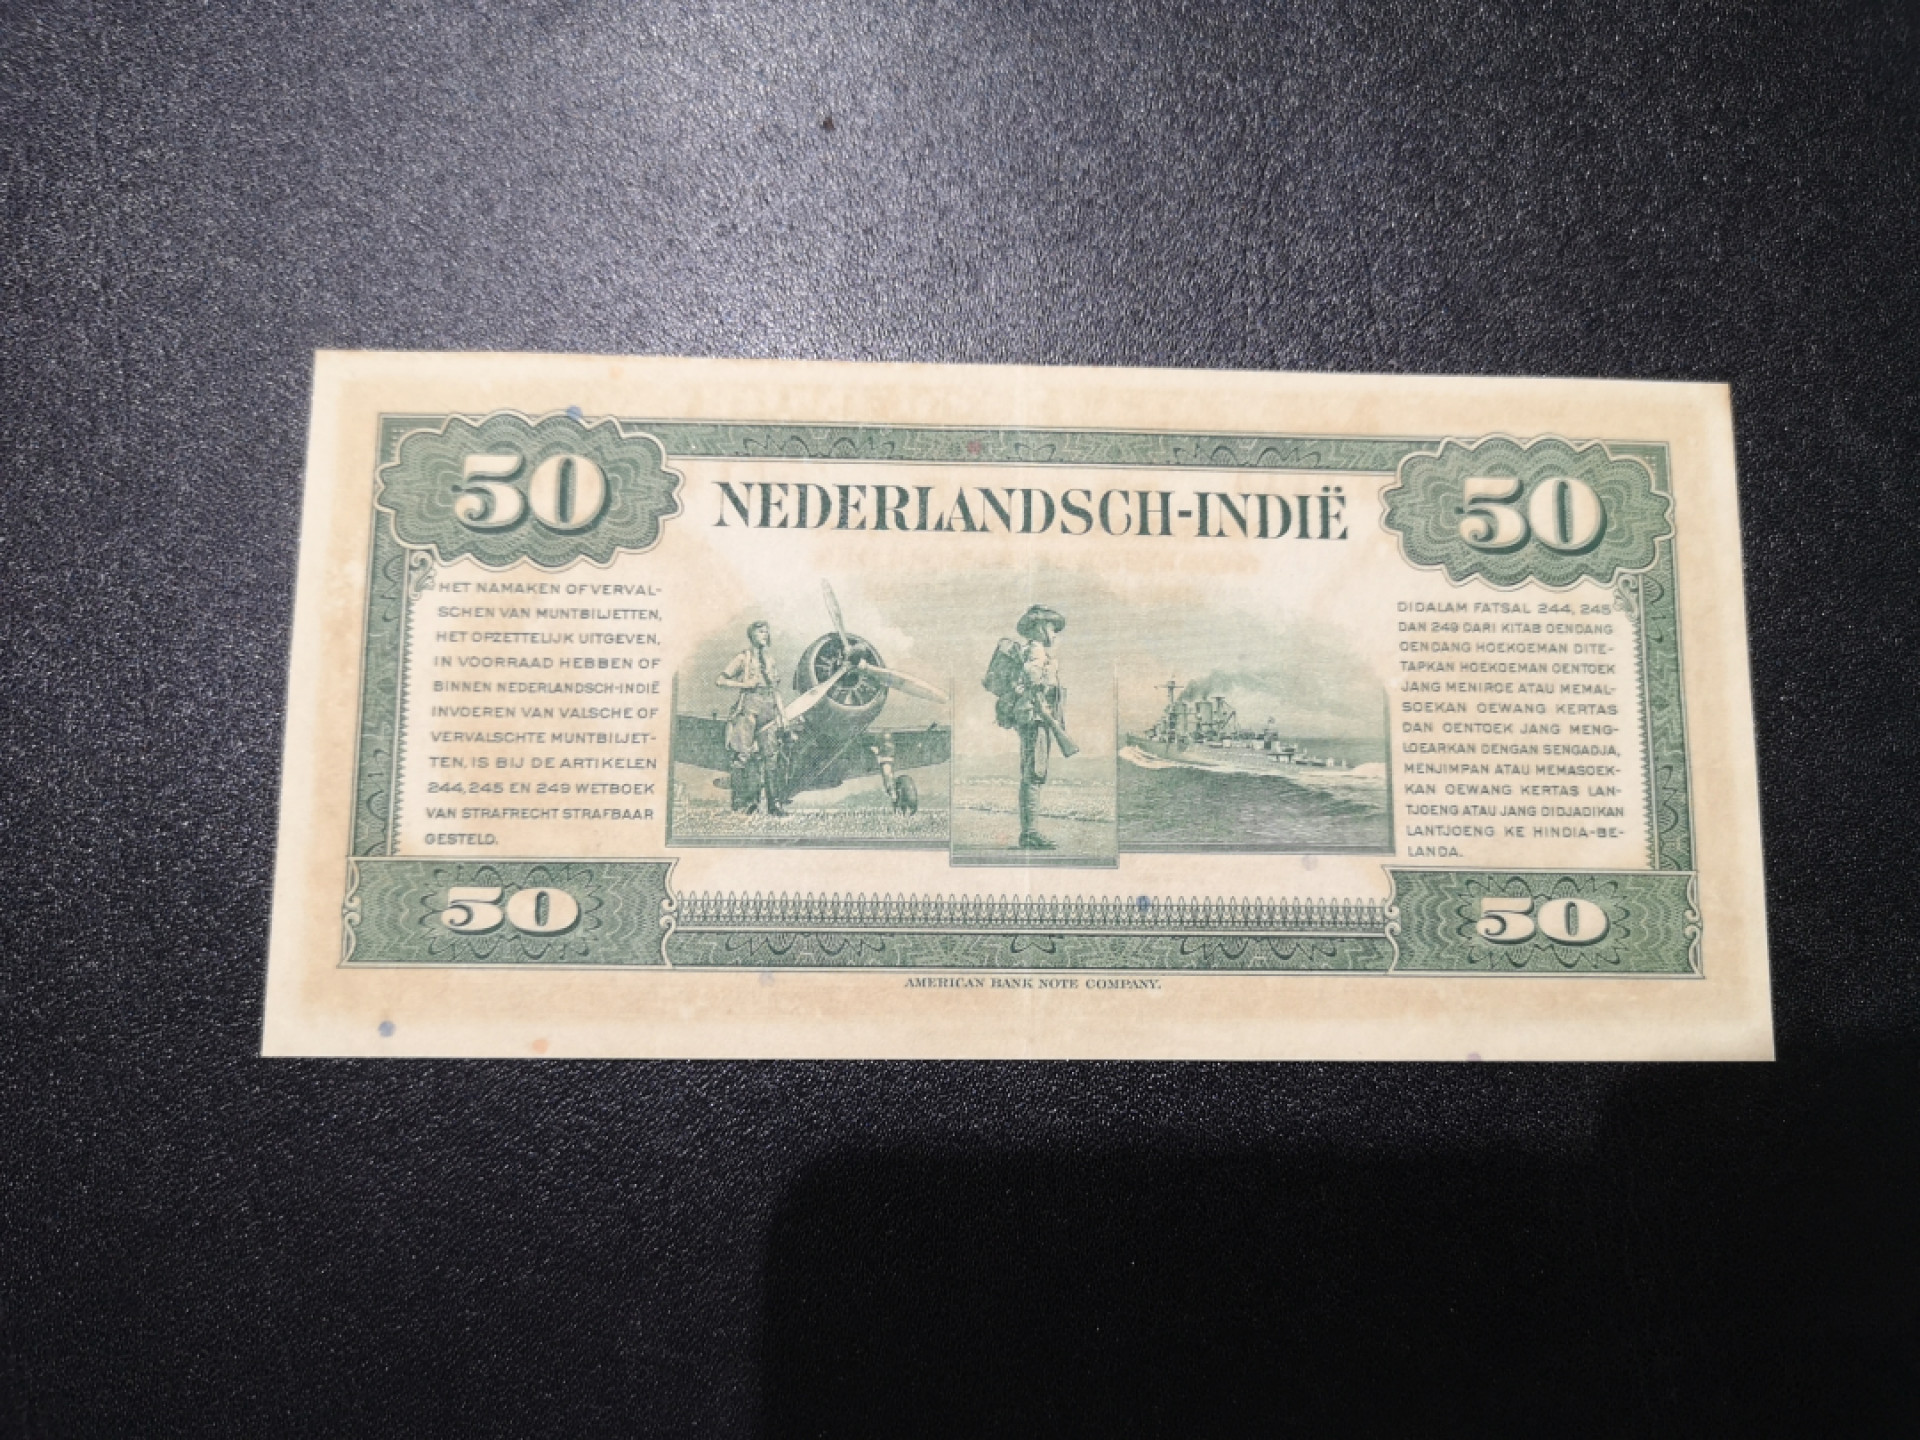 50
NEDERLANDSCH-INDIË
50
HET NAMAKEN OF VERVAL-
SCHEN VAN MUNTBILJETTEN,
HET OPZETTELIJK UITGEVEN,
IN VOORRAAD HEBBEN OF
BINNEN NEDERLANDSCH-INDIË
INVOEREN VAN VALSCHE OF
VERVALSCHTE MUNTBILJET-
TEN, IS BIJ DE ARTIKELEN
244, 245 EN 249 WETBOEK
VAN STRAFRECHT STRAFBAAR
GESTELD.
DIDALAM FATSAL 244, 245
DAN 249 DARI KITAB OENDANG
OENDANG HOEKOEMAN DITE-
TAPKAN HOEKOEMAN OENTOEK
JANG MENIROE ATAU MEMAL-
SOEKAN OEWANG KERTAS
DAN OENTOEK JANG MENG-
LOEARKAN DENGAN SENGADJA,
MENJIMPAN ATAU MEMASOEK-
KAN OEWANG KERTAS LAN-
TJOENG ATAU JANG DIDJADIKAN
LANTJOENG KE HINDIA-BE-
LANDA.
50
50
AMERICAN BANK NOTE COMPANY.